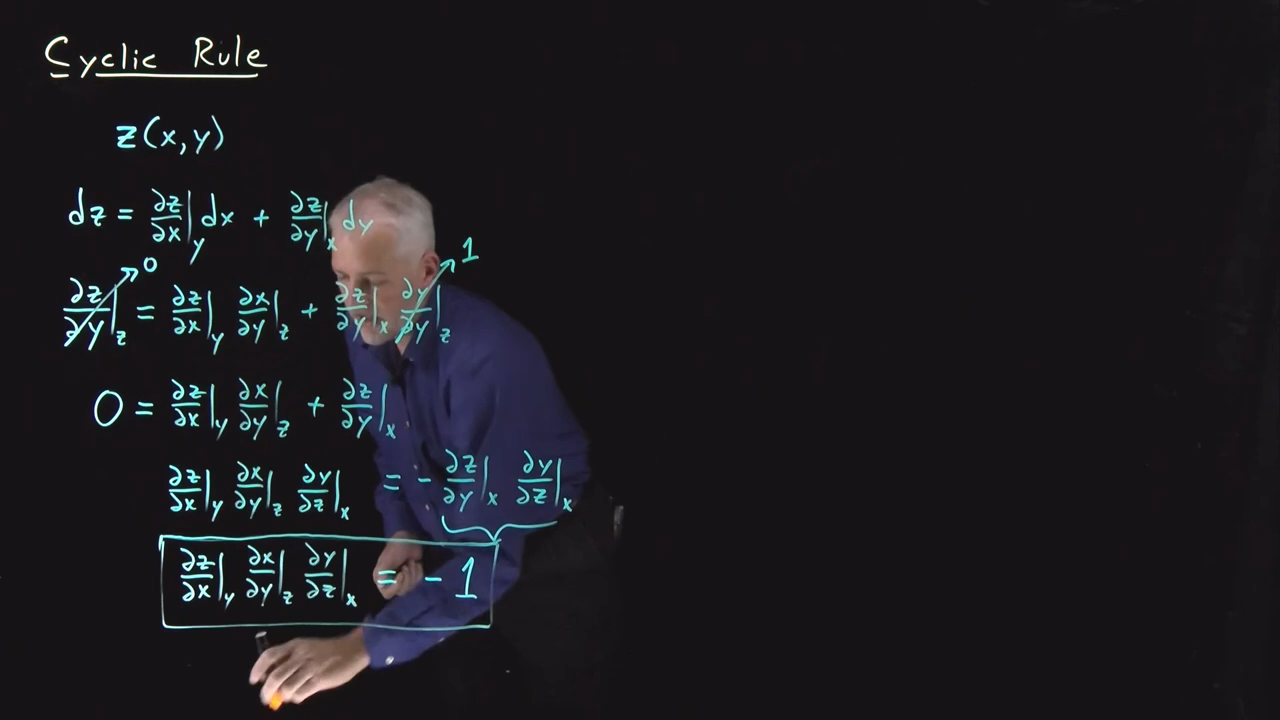 Cyclic Rule
z(x,y)
dz = ∂z/∂x|y dx + ∂z/∂y|x dy
∂z/∂y|z → 0 = ∂z/∂x|y ∂x/∂y|z + ∂z/∂y|x ∂y/∂y|z → 1
0 = ∂z/∂x|y ∂x/∂y|z + ∂z/∂y|x
∂z/∂x|y ∂x/∂y|z ∂y/∂z|x = - ∂z/∂y|x ∂y/∂z|x
∂z/∂x|y ∂x/∂y|z ∂y/∂z|x = - 1